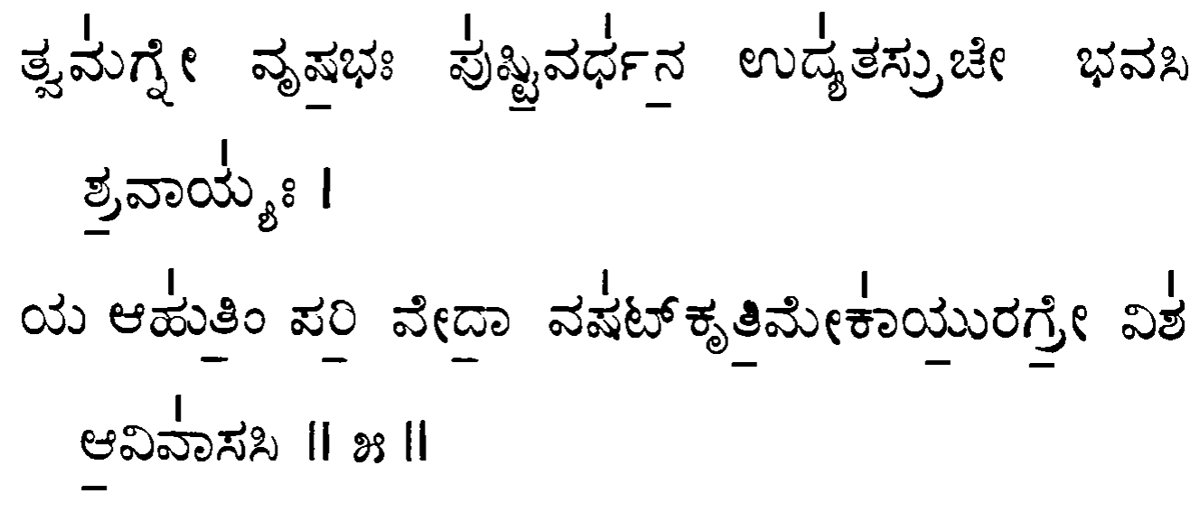 ತ್ವಮ॑ಗ್ನೇ ವೃಷ॒ಭಃ ಪು॑ಷ್ಟಿ॒ವರ್ಧ॑ನ॒ ಉದ್ಯ॑ತಸ್ರುಚೇ ಭವಸಿ
ಶ್ರ॒ವಾಯ್ಯ॑ಃ ।
ಯ ಆಹು॑ತಿಂ॒ ಪರಿ॒ ವೇದಾ॒ ವಷ॑ಟ್ಕೃತಿ॒ಮೇಕಾ॑ಯು॒ರಗ್ರೇ॒ ವಿಶ॑
ಆ॒ವಿವಾ॑ಸಸಿ ॥ ೫ ॥